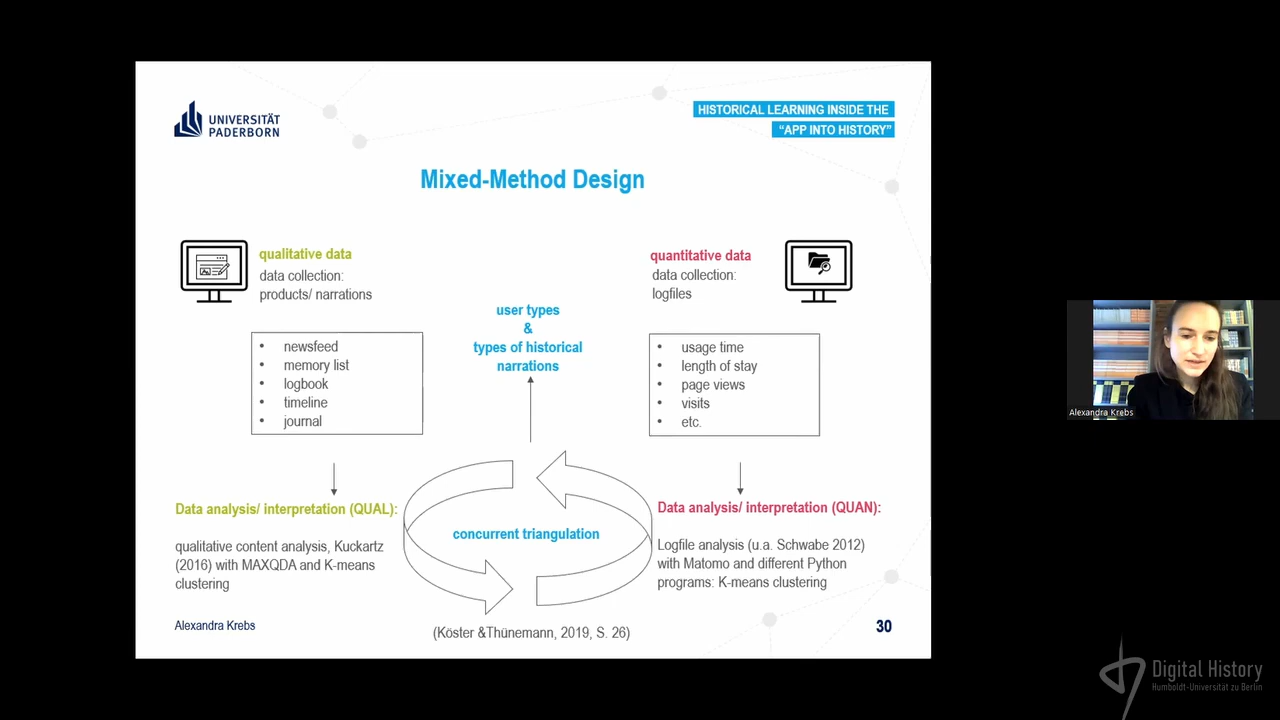 UNIVERSITÄT
PADERBORN
HISTORICAL LEARNING INSIDE THE
“APP INTO HISTORY”
Mixed-Method Design
qualitative data
data collection:
products/ narrations
newsfeed
memory list
logbook
timeline
journal
Data analysis/ interpretation (QUAL):
qualitative content analysis, Kuckartz
(2016) with MAXQDA and K-means
clustering
user types
&
types of historical
narrations
concurrent triangulation
(Köster &Thünemann, 2019, S. 26)
quantitative data
data collection:
logfiles
usage time
length of stay
page views
visits
etc.
Data analysis/ interpretation (QUAN):
Logfile analysis (u.a. Schwabe 2012)
with Matomo and different Python
programs: K-means clustering
Alexandra Krebs
30
Alexandra Krebs
Digital History
Humboldt-Universität zu Berlin